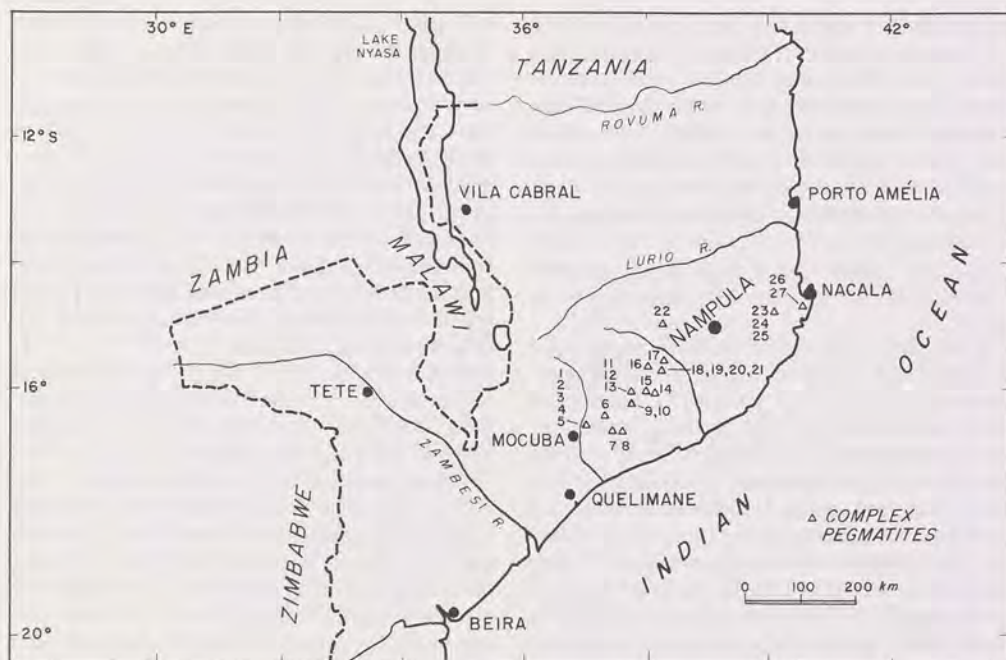 30° E
36°
42°
LAKE
NYASA
TANZANIA
ROVUMA R.
12°S
VILA CABRAL
PORTO AMÉLIA
ZAMBIA
MALAWI
LURIO R.
26
27
NACALA
22
NAMPULA
23
24
25
OCEAN
16°
TETE
1
2
3
4
5
11
12
13
16
17
15
14
18, 19, 20, 21
6
9,10
7 8
MOCUBA
ZAMBESI R.
QUELIMANE
ZIMBABWE
INDIAN
COMPLEX
PEGMATITES
0 100 200 km
20°
BEIRA